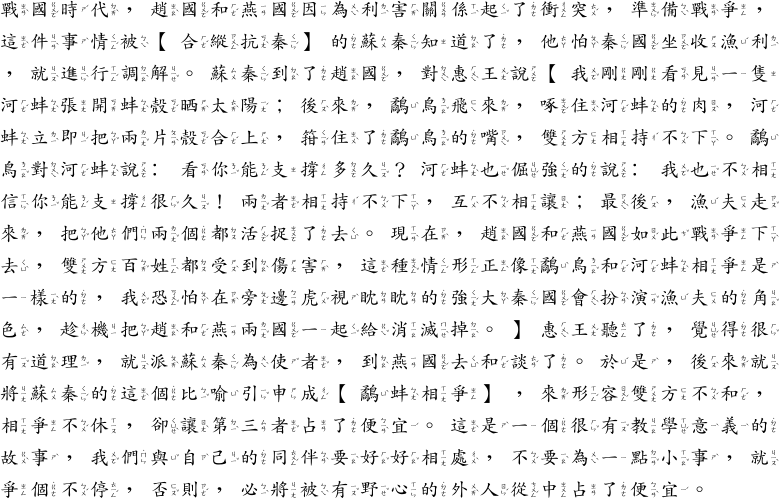 戰國時代，趙國和燕國因為利害關係起了衝突，準備戰爭，
這件事情被【合縱抗秦】的蘇秦知道了，他怕秦國坐收漁利
，就進行調解。蘇秦到了趙國，對惠王說【我剛剛看見一隻
河蚌張開蚌殼晒太陽；後來，鷸鳥飛來，啄住河蚌的肉，河
蚌立即把兩片殼合上，箝住了鷸鳥的嘴，雙方相持不下。鷸
鳥對河蚌說：看你能支撐多久？河蚌也倔強的說：我也不相
信你能支撐很久！兩者相持不下，互不相讓；最後，漁夫走
來，把他們兩個都活捉了去。現在，趙國和燕國如此戰爭下
去，雙方百姓都受到傷害，這種情形正像鷸鳥和河蚌相爭是
一樣的，我恐怕在旁邊虎視眈眈的強大秦國會扮演漁夫的角
色，趁機把趙和燕兩國一起給消滅掉。】惠王聽了，覺得很
有道理，就派蘇秦為使者，到燕國去和談了。於是，後來就
將蘇秦的這個比喻引申成【鷸蚌相爭】，來形容雙方不和，
相爭不休，卻讓第三者占了便宜。這是一個很有教學意義的
故事，我們與自己的同伴要好好相處，不要為一點小事，就
爭個不停，否則，必將被有野心的外人從中占了便宜。